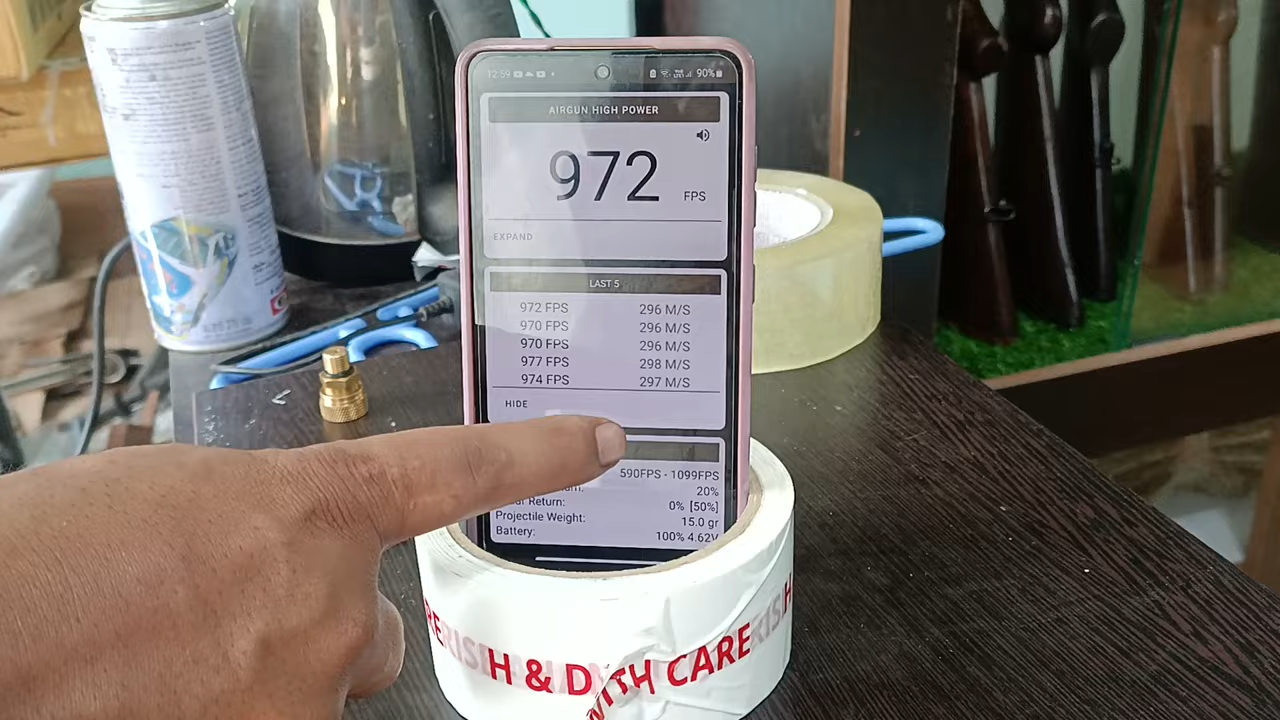 12:59
90%
AIRGUN HIGH POWER
972
FPS
EXPAND
LAST 5
972 FPS 296 M/S
970 FPS 296 M/S
970 FPS 296 M/S
977 FPS 298 M/S
974 FPS 297 M/S
HIDE
590FPS - 1099FPS
20%
Return: 0% [50%]
Projectile Weight: 15.0 gr
Battery: 100% 4.62V
H & D
WITH CARE